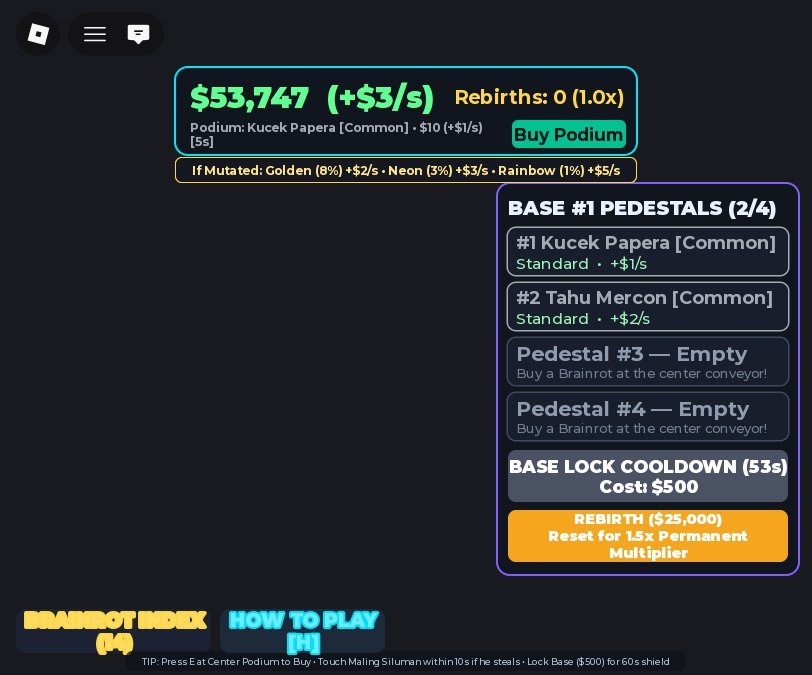 $53,747 (+$3/s)
Rebirths: 0 (1.0x)
Podium: Kucek Papera [Common] • $10 (+$1/s)
[5s]
Buy Podium
If Mutated: Golden (8%) +$2/s • Neon (3%) +$3/s • Rainbow (1%) +$5/s
BASE #1 PEDESTALS (2/4)
#1 Kucek Papera [Common]
Standard • +$1/s
#2 Tahu Mercon [Common]
Standard • +$2/s
Pedestal #3 — Empty
Buy a Brainrot at the center conveyor!
Pedestal #4 — Empty
Buy a Brainrot at the center conveyor!
BASE LOCK COOLDOWN (53s)
Cost: $500
REBIRTH ($25,000)
Reset for 1.5x Permanent
Multiplier
BRAINROT INDEX
(14)
HOW TO PLAY
[H]
TIP: Press E at Center Podium to Buy • Touch Maling Siluman within 10s if he steals • Lock Base ($500) for 60s shield